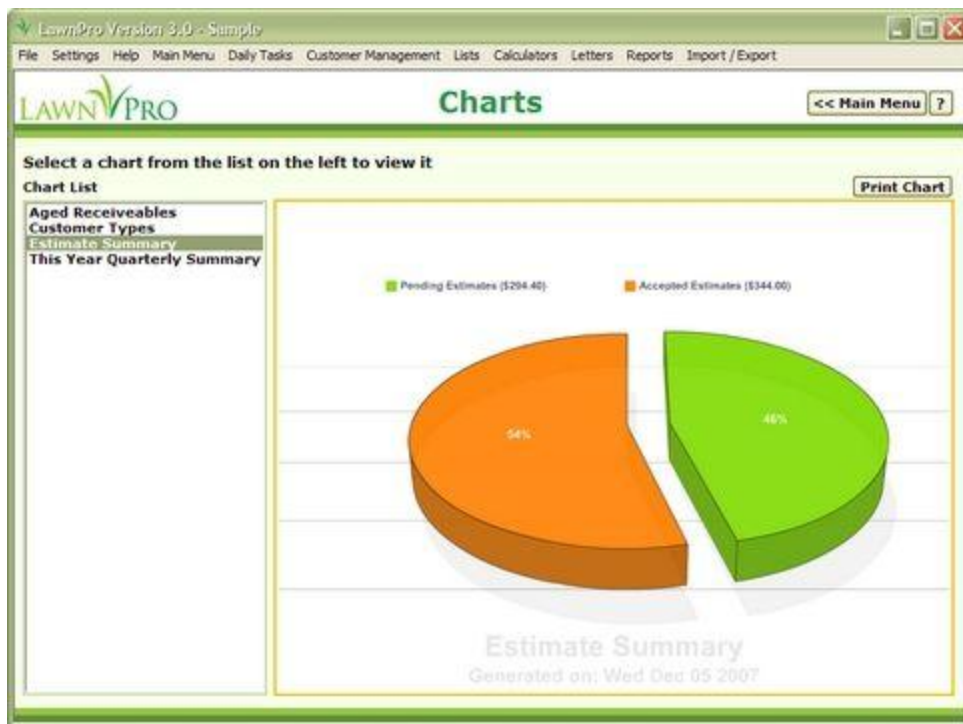 LawnPro Version 3.0 - Sample
File Settings Help Main Menu Daily Tasks Customer Management Lists Calculators Letters Reports Import / Export
LAWNPRO
Charts
<< Main Menu ?
Select a chart from the list on the left to view it
Chart List
Print Chart
Aged Receiveables
Customer Types
Estimate Summary
This Year Quarterly Summary
Pending Estimates ($294.40) Accepted Estimates ($344.00)
54%
46%
Estimate Summary
Generated on: Wed Dec 05 2007